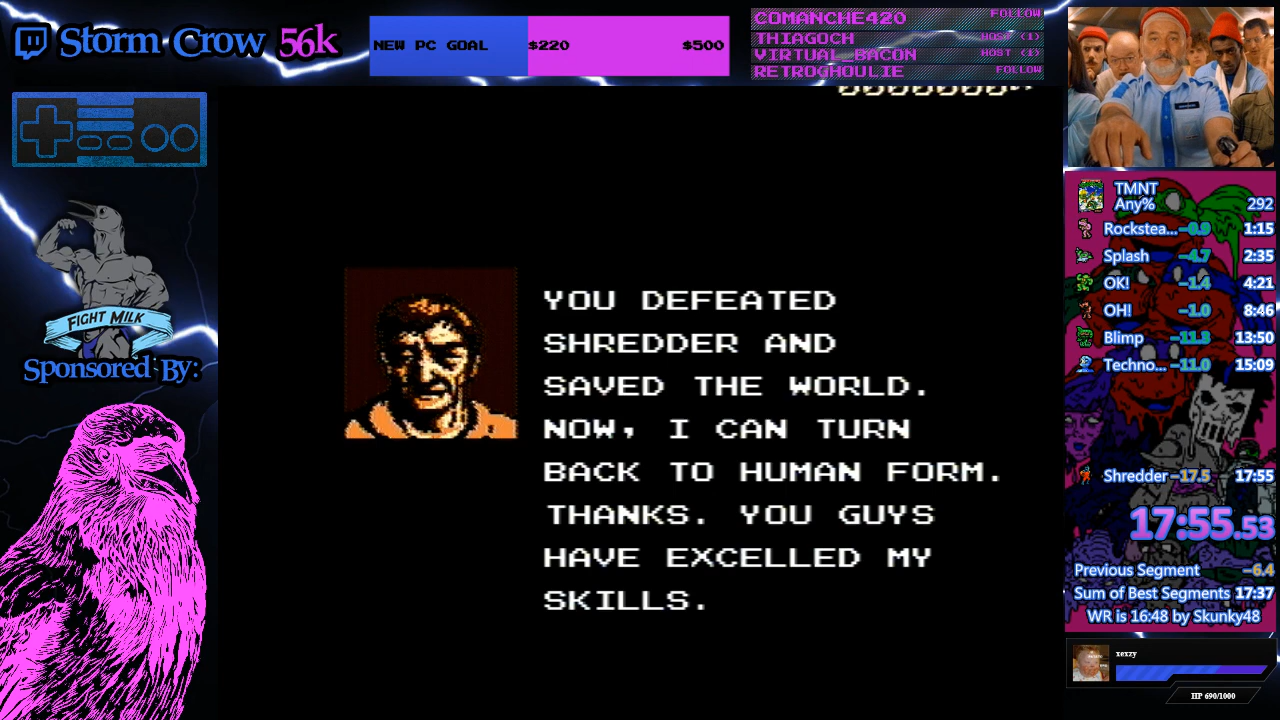 Storm Crow 56k
NEW PC GOAL
$220
$500
COMANCHE420 FOLLOW
THIAGOCH HOST (1)
VIRTUAL_BACON HOST (1)
RETROGHOULIE FOLLOW
FIGHT MILK
Sponsored By:
YOU DEFEATED
SHREDDER AND
SAVED THE WORLD.
NOW, I CAN TURN
BACK TO HUMAN FORM.
THANKS. YOU GUYS
HAVE EXCELLED MY
SKILLS.
TMNT
Any% 292
Rockstea... 1:15
Splash -4.7 2:35
OK! -1.4 4:21
OH! -1.0 8:46
Blimp -11.3 13:50
Techno... -11.0 15:09
Shredder -17.5 17:55
17:55.53
Previous Segment -6.4
Sum of Best Segments 17:37
WR is 16:48 by Skunky48
xexzy
HP 690/1000